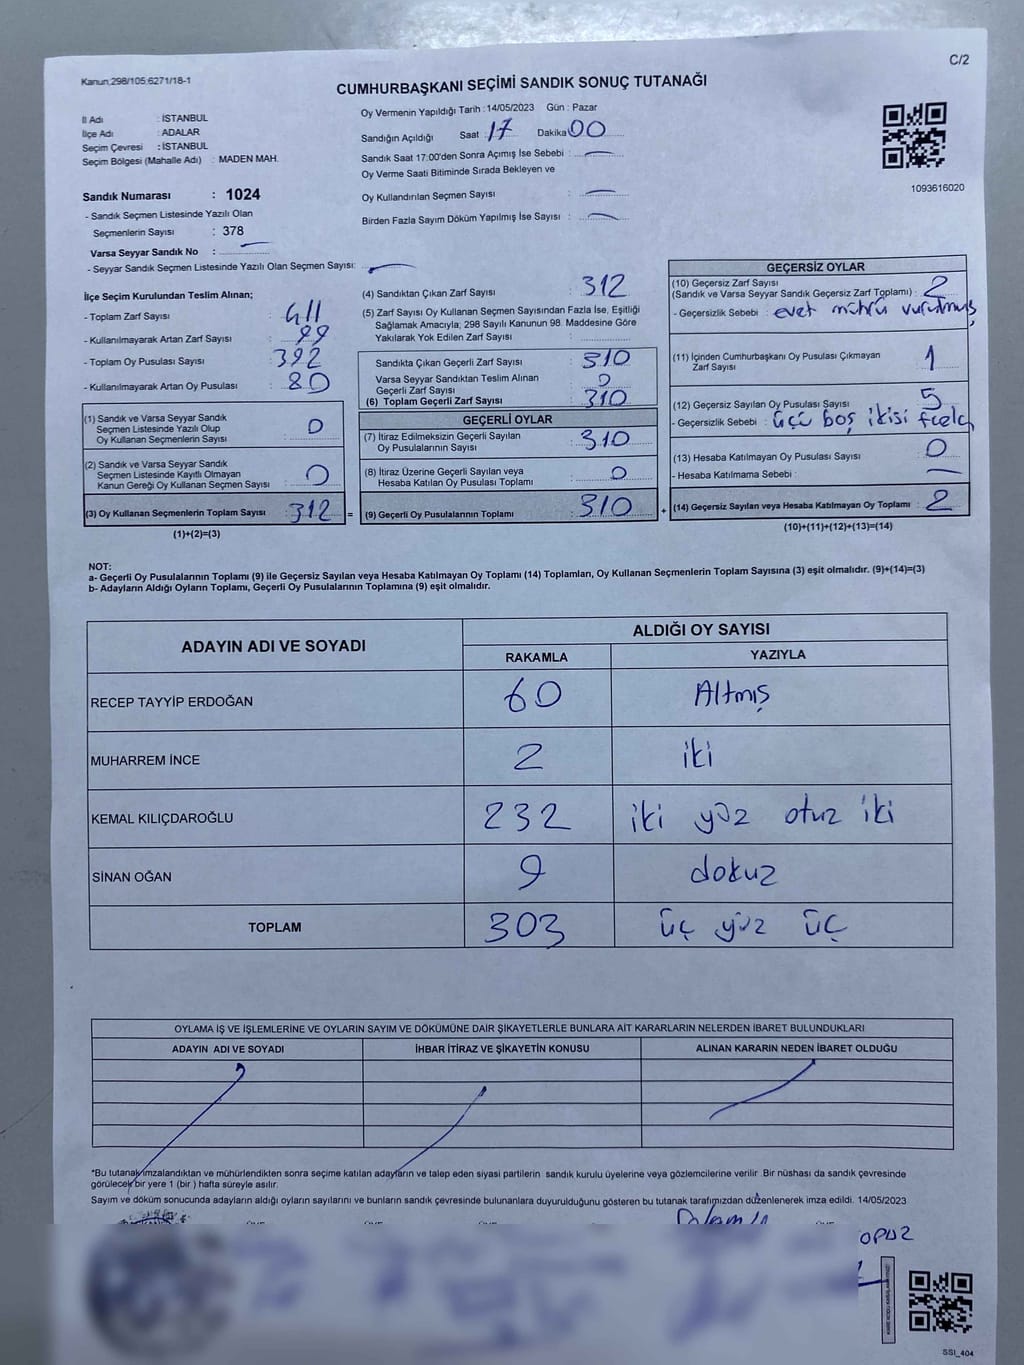 Kanun:298/105;6271/18-1
C/2
CUMHURBAŞKANI SEÇİMİ SANDIK SONUÇ TUTANAĞI
İl Adı : İSTANBUL
İlçe Adı : ADALAR
Seçim Çevresi : İSTANBUL
Seçim Bölgesi (Mahalle Adı) : MADEN MAH.
Sandık Numarası : 1024
- Sandık Seçmen Listesinde Yazılı Olan
Seçmenlerin Sayısı : 378
Varsa Seyyar Sandık No :
- Seyyar Sandık Seçmen Listesinde Yazılı Olan Seçmen Sayısı:
Oy Vermenin Yapıldığı Tarih : 14/05/2023 Gün : Pazar
Sandığın Açıldığı Saat : 17 Dakika 00
Sandık Saat 17:00'den Sonra Açımış İse Sebebi :
Oy Verme Saati Bitiminde Sırada Bekleyen ve
Oy Kullandırılan Seçmen Sayısı :
Birden Fazla Sayım Döküm Yapılmış İse Sayısı :
1093616020
İlçe Seçim Kurulundan Teslim Alınan;
- Toplam Zarf Sayısı : 411
- Kullanılmayarak Artan Zarf Sayısı : 99
- Toplam Oy Pusulası Sayısı : 392
- Kullanılmayarak Artan Oy Pusulası : 80
(1) Sandık ve Varsa Seyyar Sandık
Seçmen Listesinde Yazılı Olup
Oy Kullanan Seçmenlerin Sayısı : 0
(2) Sandık ve Varsa Seyyar Sandık
Seçmen Listesinde Kayıtlı Olmayan
Kanun Gereği Oy Kullanan Seçmen Sayısı : 0
(3) Oy Kullanan Seçmenlerin Toplam Sayısı : 312 =
(1)+(2)=(3)
(4) Sandıktan Çıkan Zarf Sayısı : 312
(5) Zarf Sayısı Oy Kullanan Seçmen Sayısından Fazla İse, Eşitliği
Sağlamak Amacıyla; 298 Sayılı Kanunun 98. Maddesine Göre
Yakılarak Yok Edilen Zarf Sayısı :
Sandıkta Çıkan Geçerli Zarf Sayısı : 310
Varsa Seyyar Sandıktan Teslim Alınan
Geçerli Zarf Sayısı :
(6) Toplam Geçerli Zarf Sayısı : 310
GEÇERLİ OYLAR
(7) İtiraz Edilmeksizin Geçerli Sayılan
Oy Pusulasının Sayısı : 310
(8) İtiraz Üzerine Geçerli Sayılan veya
Hesaba Katılan Oy Pusulası Toplamı : 0
(9) Geçerli Oy Pusulalarının Toplamı : 310 +
GEÇERSİZ OYLAR
(10) Geçersiz Zarf Sayısı
(Sandık ve Varsa Seyyar Sandık Geçersiz Zarf Toplamı) : 2
- Geçersizlik Sebebi : evet mührü vurulmuş
(11) İçinden Cumhurbaşkanı Oy Pusulası Çıkmayan
Zarf Sayısı : 1
(12) Geçersiz Sayılan Oy Pusulası Sayısı : 5
- Geçersizlik Sebebi : üçü boş ikisi fazla
(13) Hesaba Katılmayan Oy Pusulası Sayısı : 0
- Hesaba Katılmama Sebebi :
(14) Geçersiz Sayılan veya Hesaba Katılmayan Oy Toplamı : 2
(10)+(11)+(12)+(13)=(14)
NOT:
a- Geçerli Oy Pusulalarının Toplamı (9) ile Geçersiz Sayılan veya Hesaba Katılmayan Oy Toplamı (14) Toplamları, Oy Kullanan Seçmenlerin Toplam Sayısına (3) eşit olmalıdır. (9)+(14)=(3)
b- Adayların Aldığı Oyların Toplamı, Geçerli Oy Pusulalarının Toplamına (9) eşit olmalıdır.
ADAYIN ADI VE SOYADI
ALDIĞI OY SAYISI
RAKAMLA YAZIYLA
RECEP TAYYİP ERDOĞAN 60 Altmış
MUHARREM İNCE 2 iki
KEMAL KILIÇDAROĞLU 232 iki yüz otuz iki
SİNAN OĞAN 9 dokuz
TOPLAM 303 üç yüz üç
OYLAMA İŞ VE İŞLEMLERİNE VE OYLARIN SAYIM VE DÖKÜMÜNE DAİR ŞİKAYETLERLE BUNLARA AİT KARARLARIN NELERDEN İBARET BULUNDUKLARI
ADAYIN ADI VE SOYADI İHBAR İTİRAZ VE ŞİKAYETİN KONUSU ALINAN KARARIN NEDEN İBARET OLDUĞU
*Bu tutanak imzalandıktan ve mühürlendikten sonra seçime katılan adayların ve talep eden siyasi partilerin sandık kurulu üyelerine veya gözlemcilerine verilir. Bir nüshası da sandık çevresinde
görülecek bir yere 1 (bir) hafta süreyle asılır.
Sayım ve döküm sonucunda adayların aldığı oyların sayılarını ve bunların sandık çevresinde bulunanlara duyurulduğunu gösteren bu tutanak tarafımızdan düzenlenerek imza edildi. 14/05/2023
SSI_404